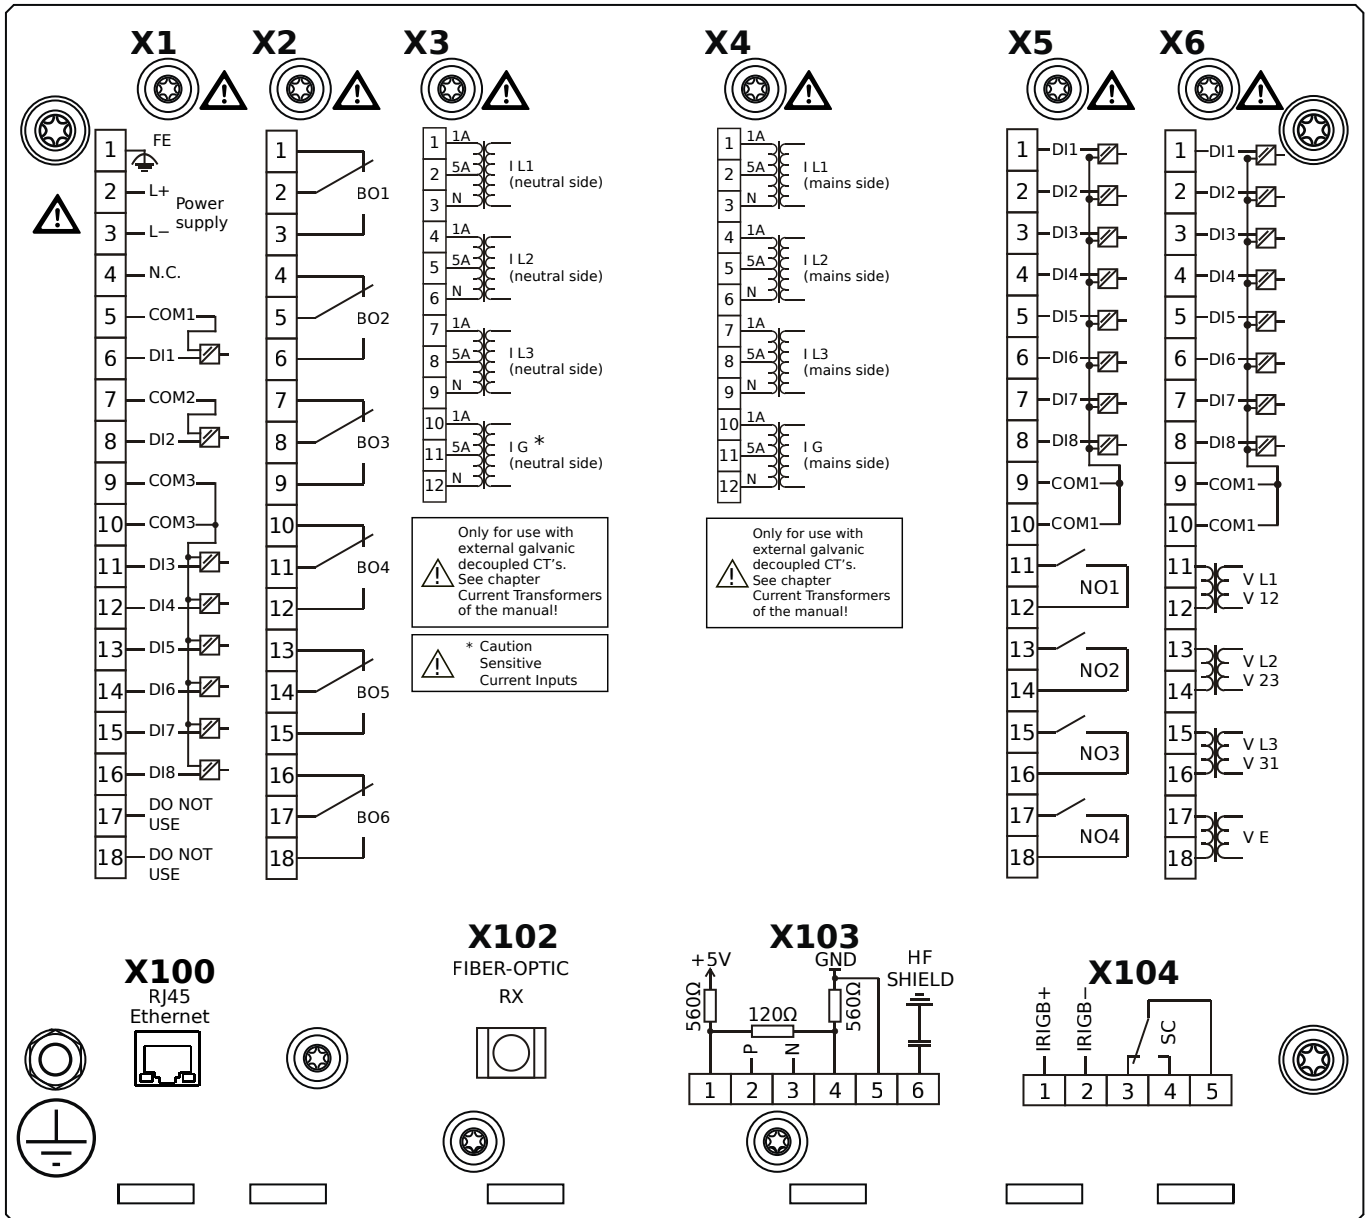 X1
1
FE
2
L+
Power
supply
3
L−
4
N.C.
5
COM1
6
DI1
7
COM2
8
DI2
9
COM3
10
COM3
11
DI3
12
DI4
13
DI5
14
DI6
15
DI7
16
DI8
17
DO NOT
USE
18
DO NOT
USE
X2
1
2
BO1
3
4
5
BO2
6
7
8
BO3
9
10
11
BO4
12
13
14
BO5
15
16
17
BO6
18
X3
1
1A
2
5A
I L1
(neutral side)
3
N
4
1A
5
5A
I L2
(neutral side)
6
N
7
1A
8
5A
I L3
(neutral side)
9
N
10
1A
11
5A
I G *
(neutral side)
12
N
Only for use with
external galvanic
decoupled CT's.
See chapter
Current Transformers
of the manual!
* Caution
Sensitive
Current Inputs
X4
1
1A
2
5A
I L1
(mains side)
3
N
4
1A
5
5A
I L2
(mains side)
6
N
7
1A
8
5A
I L3
(mains side)
9
N
10
1A
11
5A
I G
(mains side)
12
N
Only for use with
external galvanic
decoupled CT's.
See chapter
Current Transformers
of the manual!
X5
1
DI1
2
DI2
3
DI3
4
DI4
5
DI5
6
DI6
7
DI7
8
DI8
9
COM1
10
COM1
11
NO1
12
13
NO2
14
15
NO3
16
17
NO4
18
X6
1
DI1
2
DI2
3
DI3
4
DI4
5
DI5
6
DI6
7
DI7
8
DI8
9
COM1
10
COM1
11
V L1
V 12
12
13
V L2
V 23
14
15
V L3
V 31
16
17
V E
18
X100
RJ45
Ethernet
X102
FIBER-OPTIC
RX
X103
+5V
GND
HF
SHIELD
560Ω
120Ω
560Ω
P
N
1 2 3 4 5 6
X104
IRIGB+
IRIGB−
SC
1 2 3 4 5